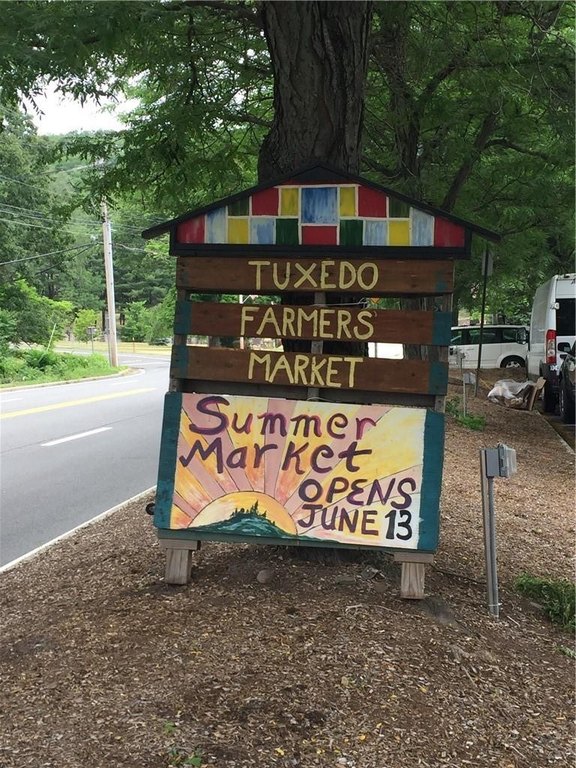 TUXEDO
FARMERS
MARKET
Summer
Market
OPENS
JUNE 13